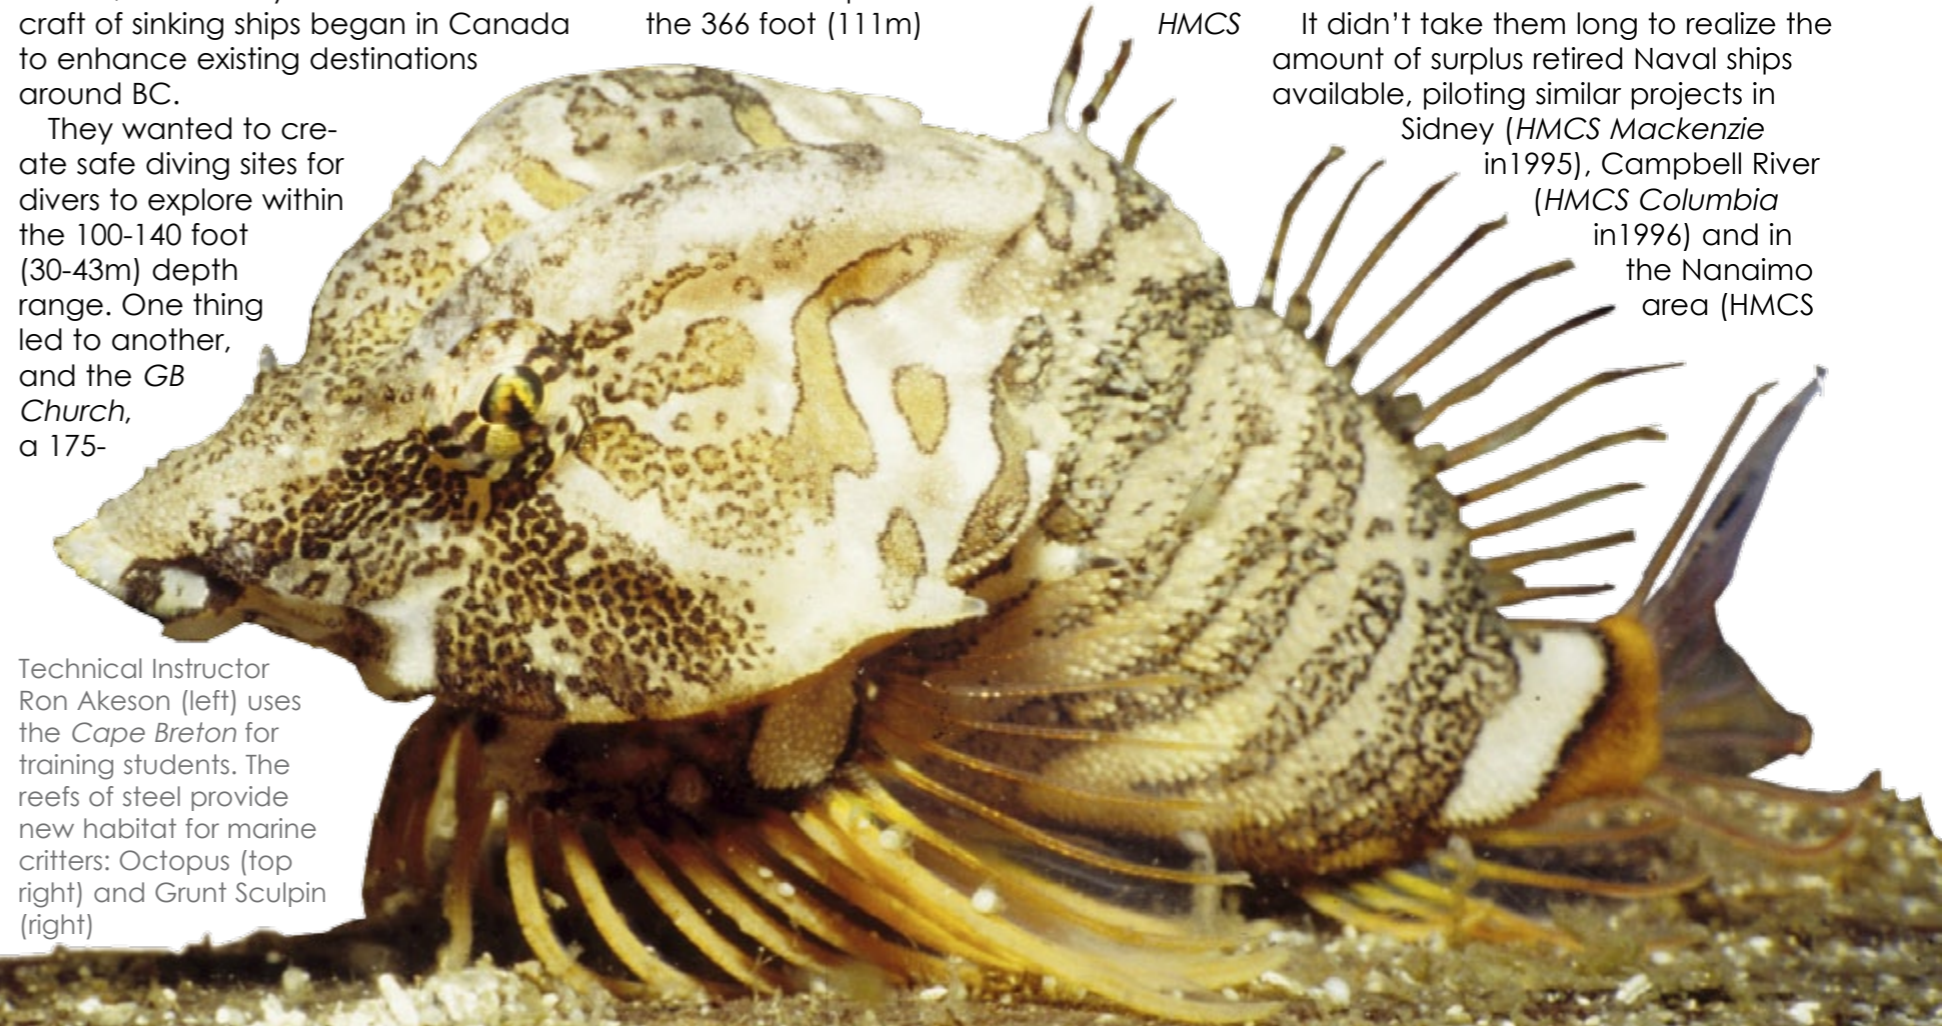 craft of sinking ships began in Canada
to enhance existing destinations
around BC.
They wanted to cre-
ate safe diving sites for
divers to explore within
the 100-140 foot
(30-43m) depth
range. One thing
led to another,
and the GB
Church,
a 175-
the 366 foot (111m)
HMCS
It didn’t take them long to realize the
amount of surplus retired Naval ships
available, piloting similar projects in
Sidney (HMCS Mackenzie
in1995), Campbell River
(HMCS Columbia
in1996) and in
the Nanaimo
area (HMCS
Technical Instructor
Ron Akeson (left) uses
the Cape Breton for
training students. The
reefs of steel provide
new habitat for marine
critters: Octopus (top
right) and Grunt Sculpin
(right)